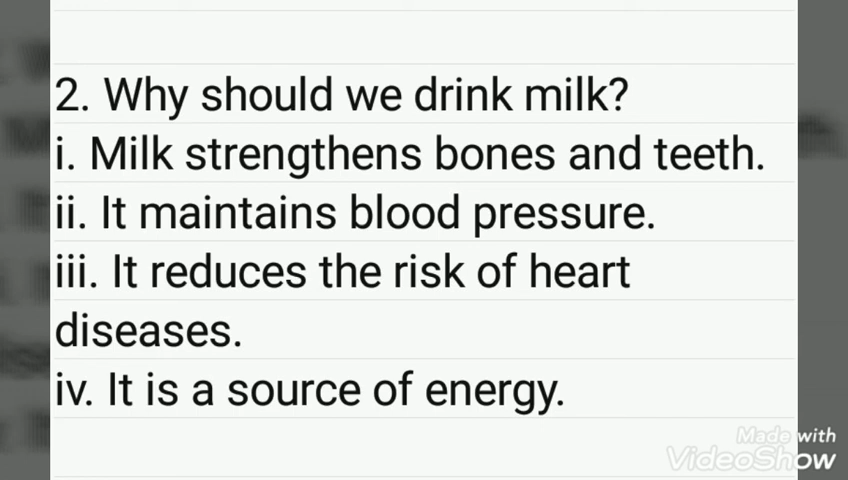 2. Why should we drink milk?
i. Milk strengthens bones and teeth.
ii. It maintains blood pressure.
iii. It reduces the risk of heart
diseases.
iv. It is a source of energy.
Made with
VideoShow